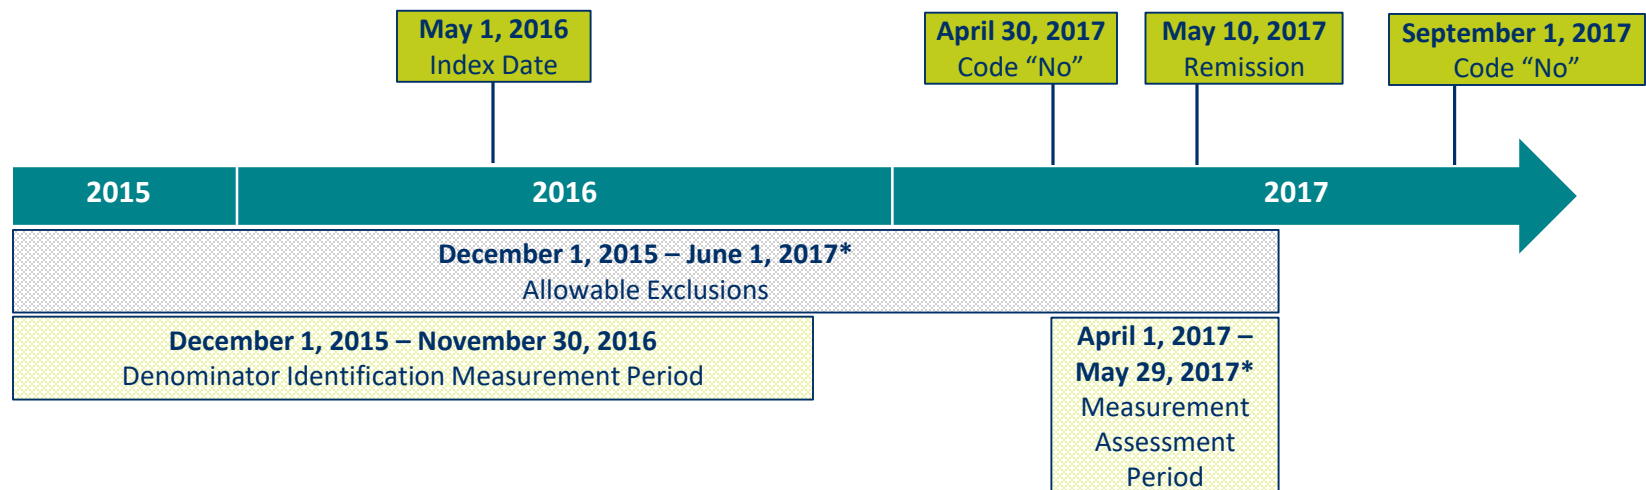 May 1, 2016
Index Date
April 30, 2017
Code “No”
May 10, 2017
Remission
September 1, 2017
Code “No”
2015
2016
2017
December 1, 2015 – June 1, 2017*
Allowable Exclusions
December 1, 2015 – November 30, 2016
Denominator Identification Measurement Period
April 1, 2017 –
May 29, 2017*
Measurement
Assessment
Period